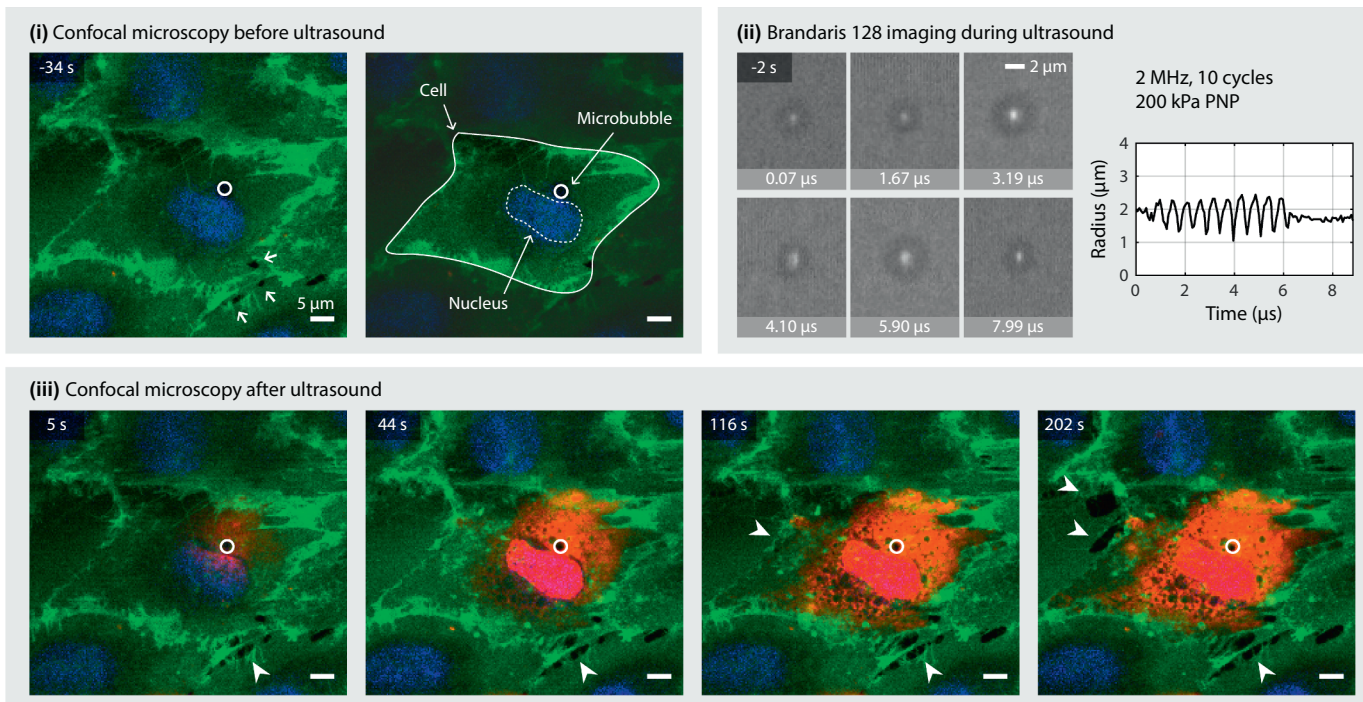 (i) Confocal microscopy before ultrasound
-34 s
5 µm
Cell
Microbubble
Nucleus
(ii) Brandaris 128 imaging during ultrasound
-2 s
2 µm
0.07 µs
1.67 µs
3.19 µs
4.10 µs
5.90 µs
7.99 µs
2 MHz, 10 cycles
200 kPa PNP
Radius (µm)
4
3
2
1
0
0 2 4 6 8
Time (µs)
(iii) Confocal microscopy after ultrasound
5 s
44 s
116 s
202 s